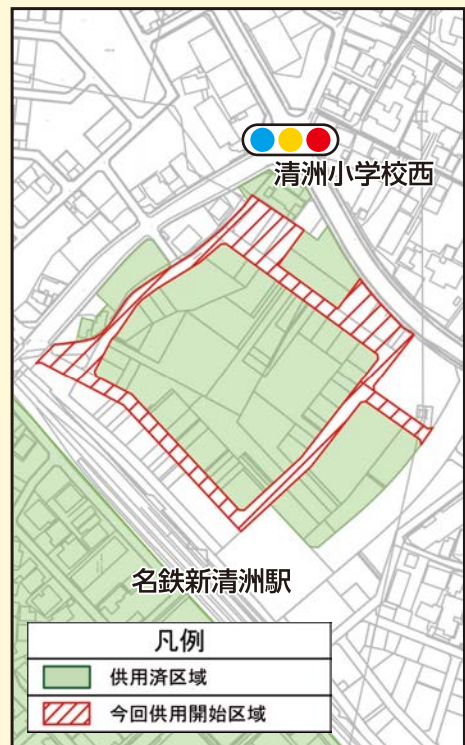 清洲小学校西
名鉄新清洲駅
凡例
供用済区域
今回供用開始区域